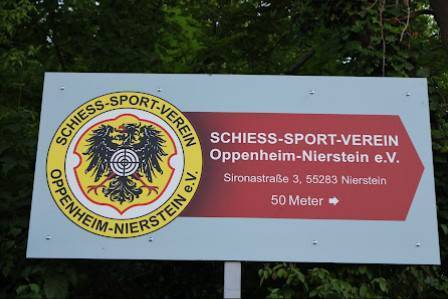 SCHIESS-SPORT-VEREIN
OPPENHEIM-NIERSTEIN e.V.
SCHIESS-SPORT-VEREIN
Oppenheim-Nierstein e.V.
Sironastraße 3, 55283 Nierstein
50 Meter